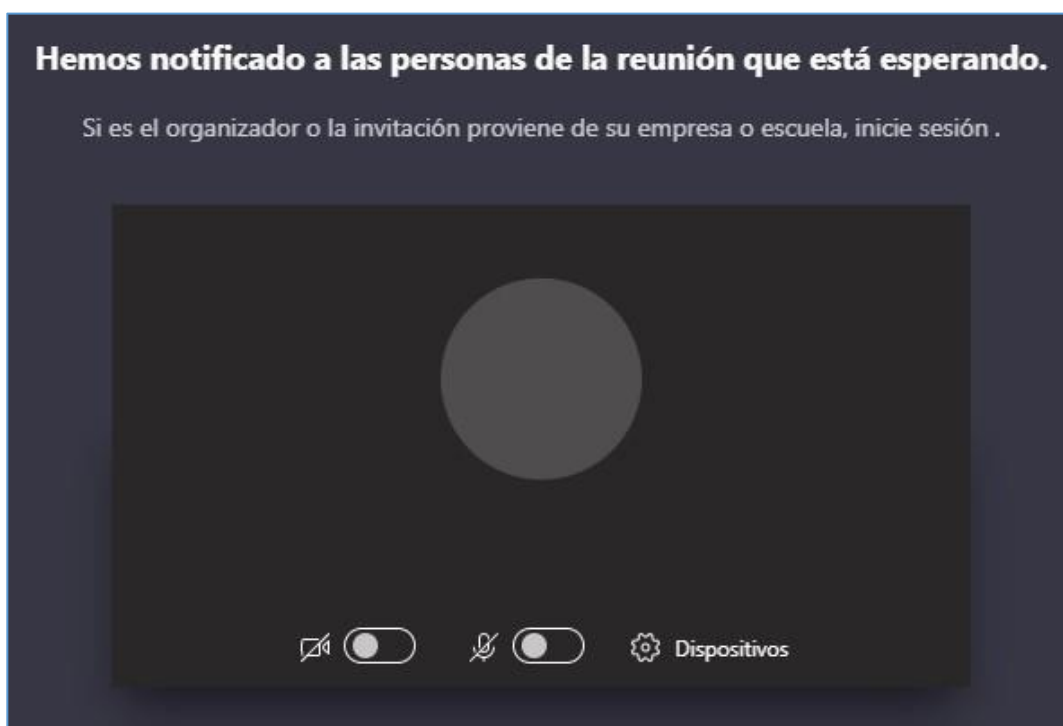 Hemos notificado a las personas de la reunión que está esperando.
Si es el organizador o la invitación proviene de su empresa o escuela, inicie sesión .
Dispositivos